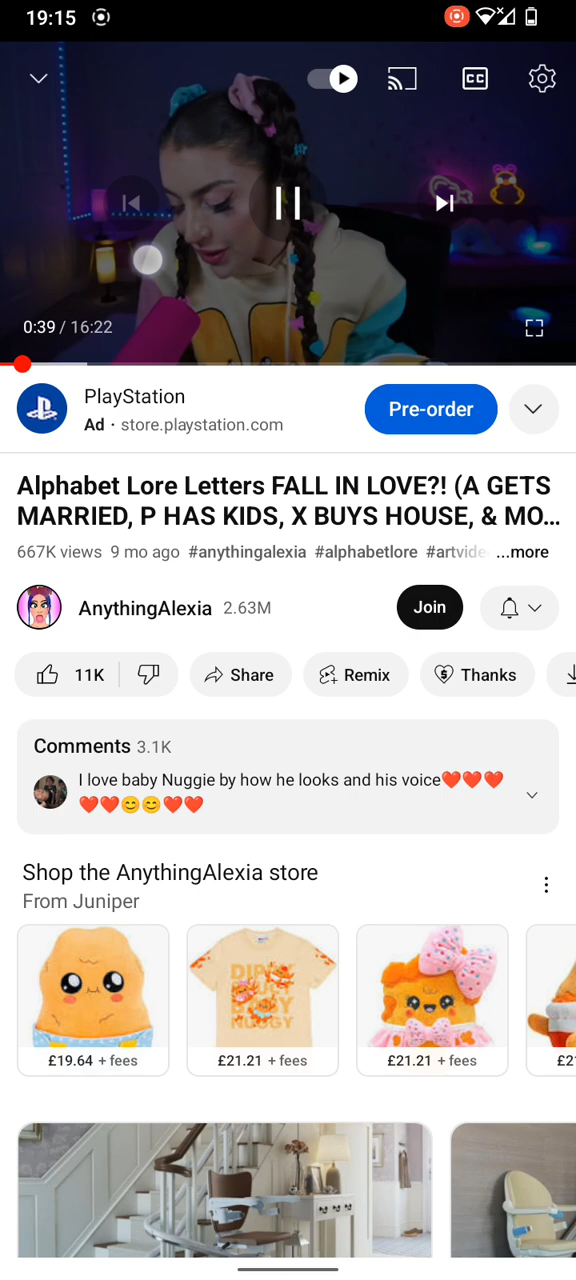 19:15
CC
0:39 / 16:22
PlayStation
Ad · store.playstation.com
Pre-order
Alphabet Lore Letters FALL IN LOVE?! (A GETS
MARRIED, P HAS KIDS, X BUYS HOUSE, & MO...
667K views 9 mo ago #anythingalexia #alphabetlore #artvide ...more
AnythingAlexia 2.63M
Join
11K
Share
Remix
Thanks
Comments 3.1K
I love baby Nuggie by how he looks and his voice❤️❤️❤️
❤️❤️😊😊❤️❤️
Shop the AnythingAlexia store
From Juniper
£19.64 + fees
£21.21 + fees
£21.21 + fees